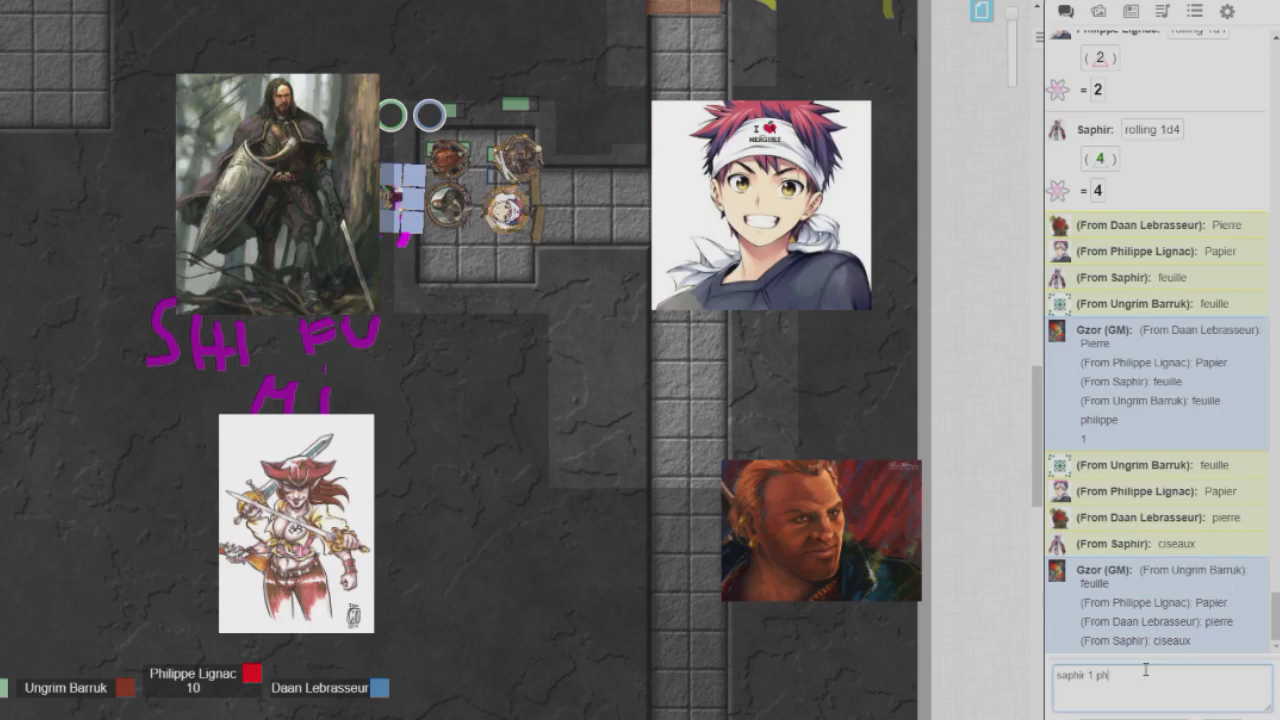 Philippe Lignac: rolling 1d4
( 2 )
= 2
Saphir: rolling 1d4
( 4 )
= 4
(From Daan Lebrasseur): Pierre
(From Philippe Lignac): Papier
(From Saphir): feuille
(From Ungrim Barruk): feuille
Gzor (GM): (From Daan Lebrasseur):
Pierre
(From Philippe Lignac): Papier
(From Saphir): feuille
(From Ungrim Barruk): feuille
philippe
1
(From Ungrim Barruk): feuille
(From Philippe Lignac): Papier
(From Daan Lebrasseur): pierre
(From Saphir): ciseaux
Gzor (GM): (From Ungrim Barruk):
feuille
(From Philippe Lignac): Papier
(From Daan Lebrasseur): pierre
(From Saphir): ciseaux
saphir 1 ph
SHI FU
MI
I
Ungrim Barruk
Philippe Lignac
10
Daan Lebrasseur